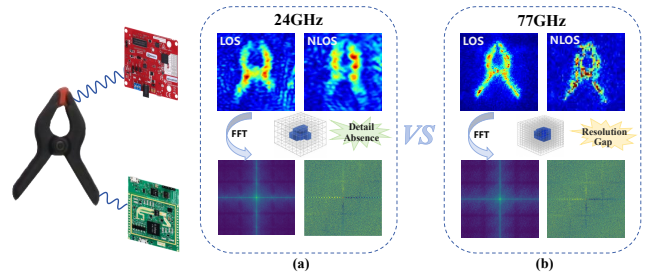 24GHz
LOS
NLOS
FFT
Detail
Absence
(a)
VS
77GHz
LOS
NLOS
FFT
Resolution
Gap
(b)